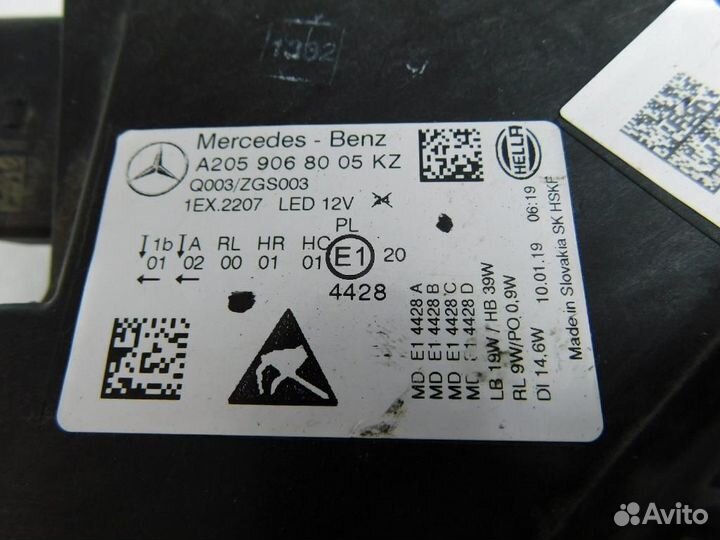 1302
Mercedes - Benz
A205 906 80 05 KZ
Q003/ZGS003
1EX.2207 LED 12V
PL
1b A RL HR HC E1 20
01 02 00 01 01
4428
HELLA
MD E1 4428 A
MD E1 4428 B
MD E1 4428 C
MD E1 4428 D
LB 19W / HB 39W
RL 9W/PO 0,9W
DI 14.6W 10.01.19 06:19
Made in Slovakia SK HSKF
Avito